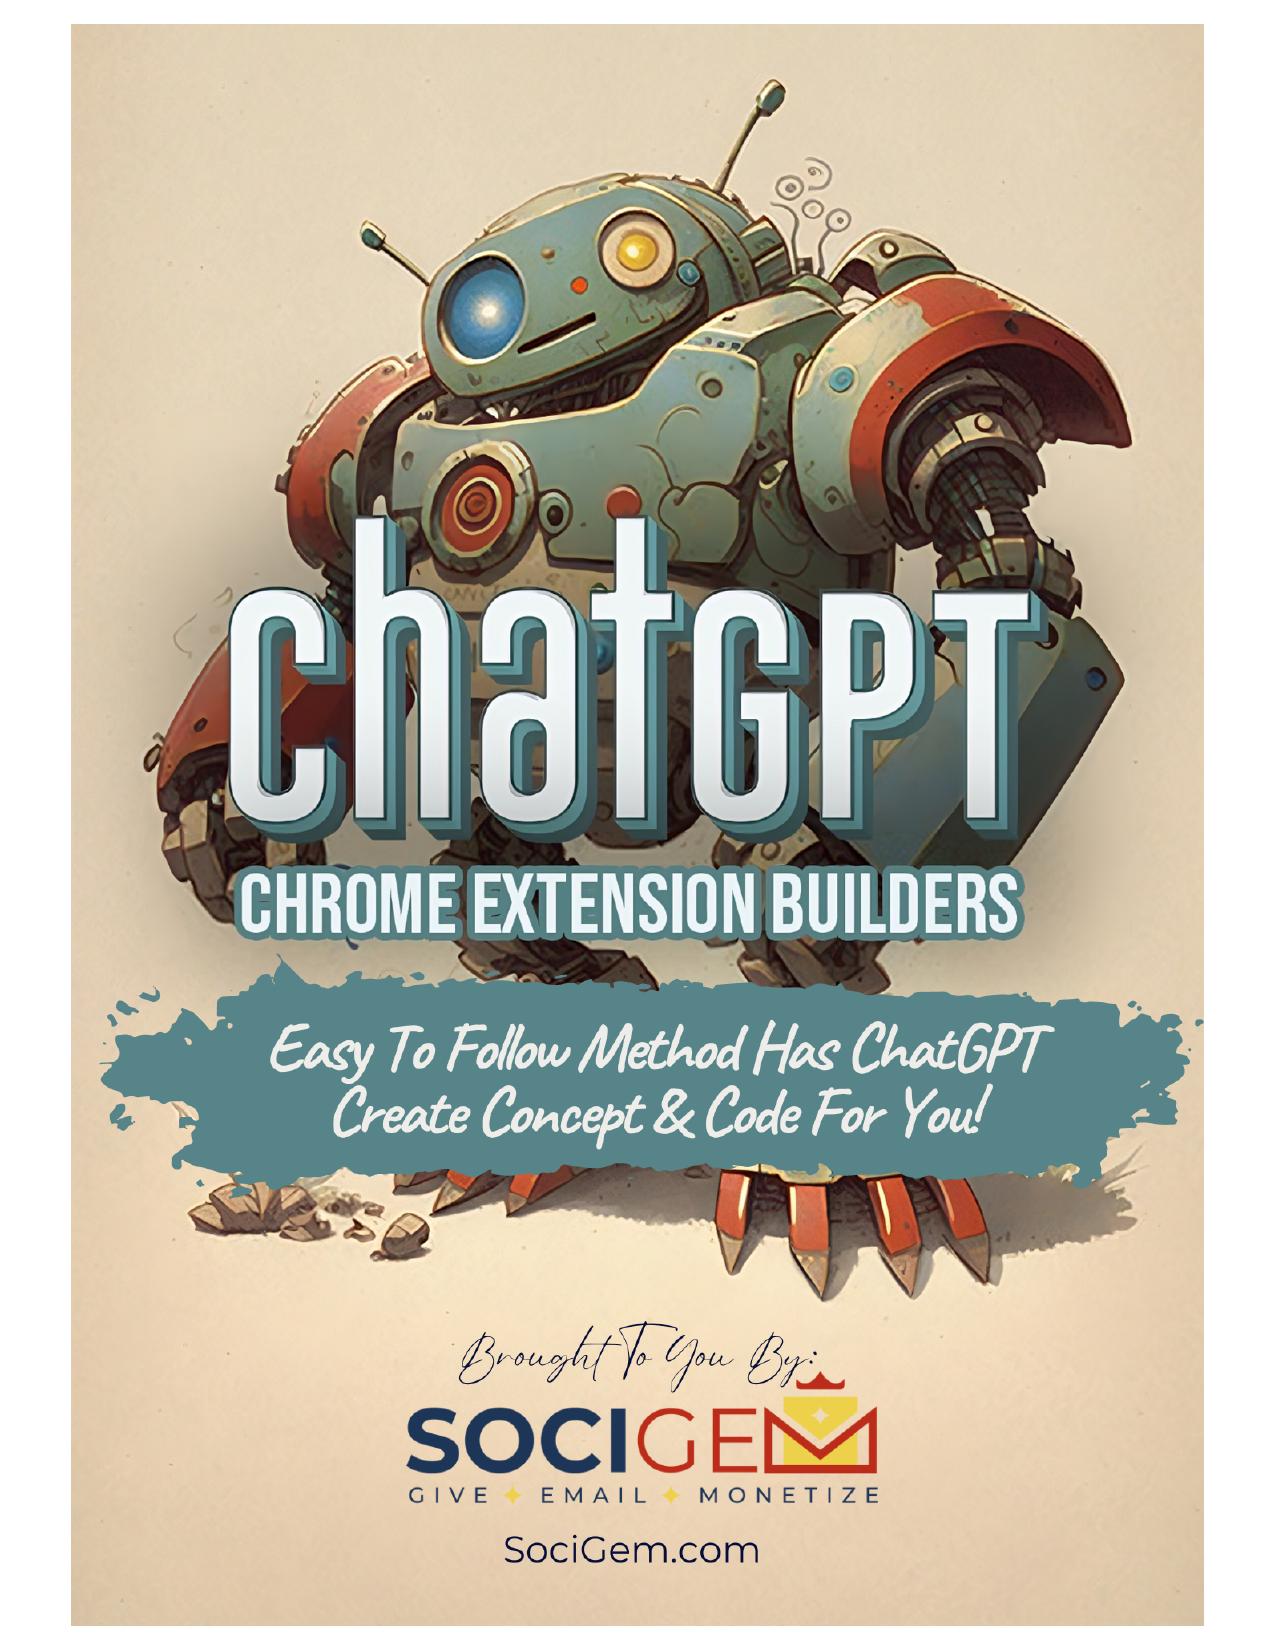 chatGPT
CHROME EXTENSION BUILDERS
Easy To Follow Method Has ChatGPT
Create Concept & Code For You!
Brought To You By:
SOCIGEM
GIVE ✦ EMAIL ✦ MONETIZE
SociGem.com